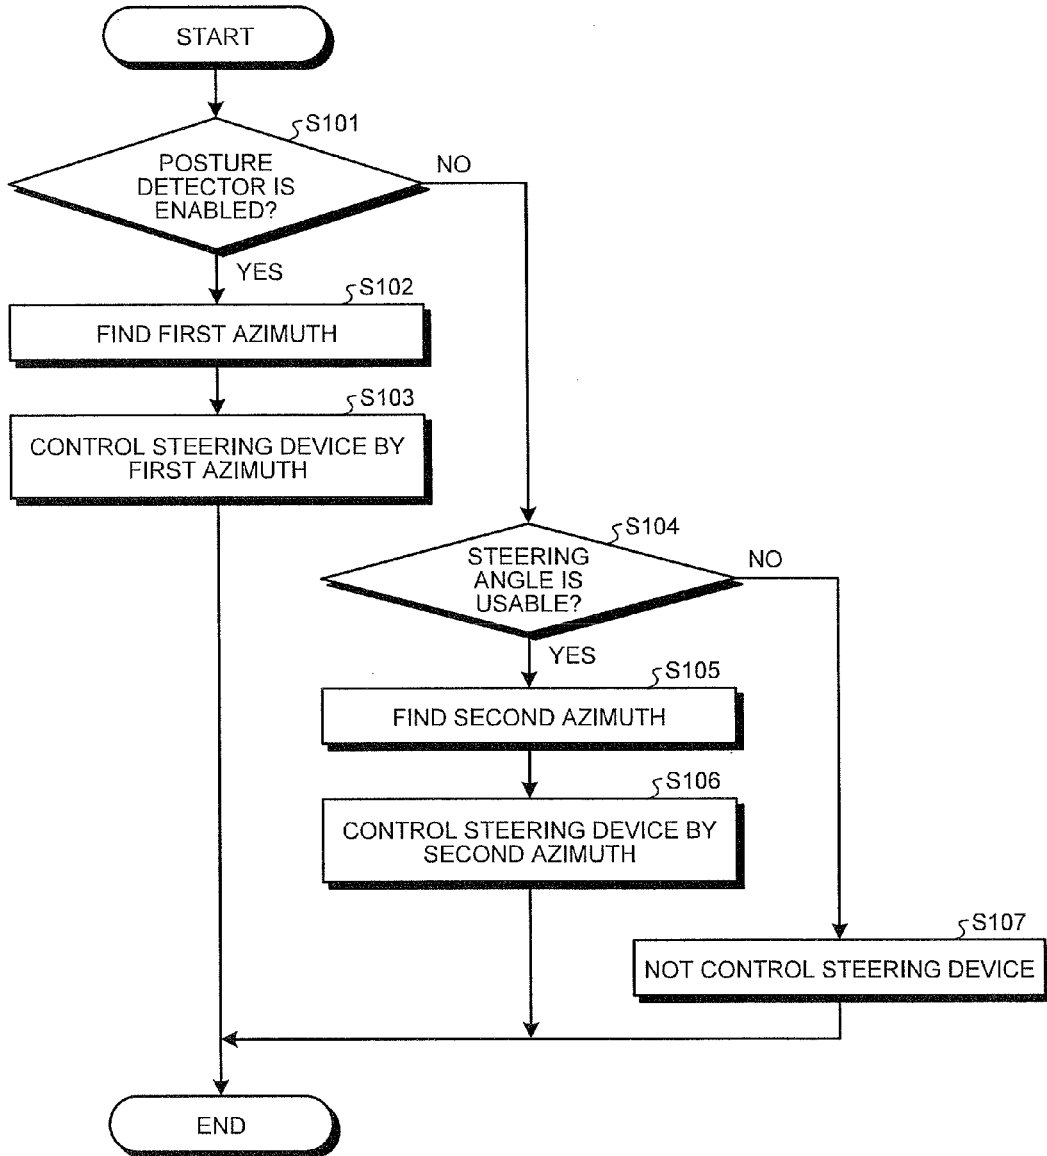 START
S101
POSTURE
DETECTOR IS
ENABLED?
NO
YES
S102
FIND FIRST AZIMUTH
S103
CONTROL STEERING DEVICE BY
FIRST AZIMUTH
S104
STEERING
ANGLE IS
USABLE?
NO
YES
S105
FIND SECOND AZIMUTH
S106
CONTROL STEERING DEVICE BY
SECOND AZIMUTH
S107
NOT CONTROL STEERING DEVICE
END